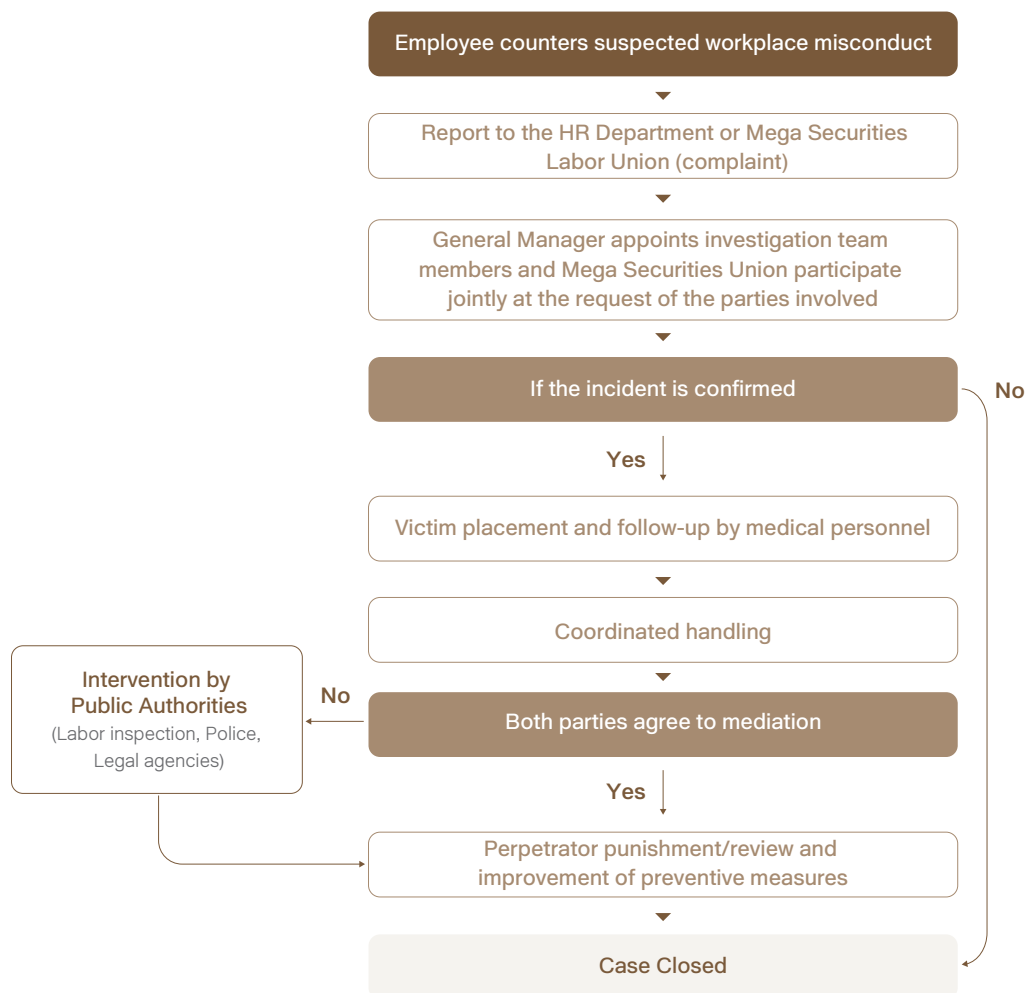 Employee counters suspected workplace misconduct
Report to the HR Department or Mega Securities
Labor Union (complaint)
General Manager appoints investigation team
members and Mega Securities Union participate
jointly at the request of the parties involved
If the incident is confirmed
No
Yes
Victim placement and follow-up by medical personnel
Coordinated handling
Both parties agree to mediation
No
Intervention by
Public Authorities
(Labor inspection, Police,
Legal agencies)
Yes
Perpetrator punishment/review and
improvement of preventive measures
Case Closed